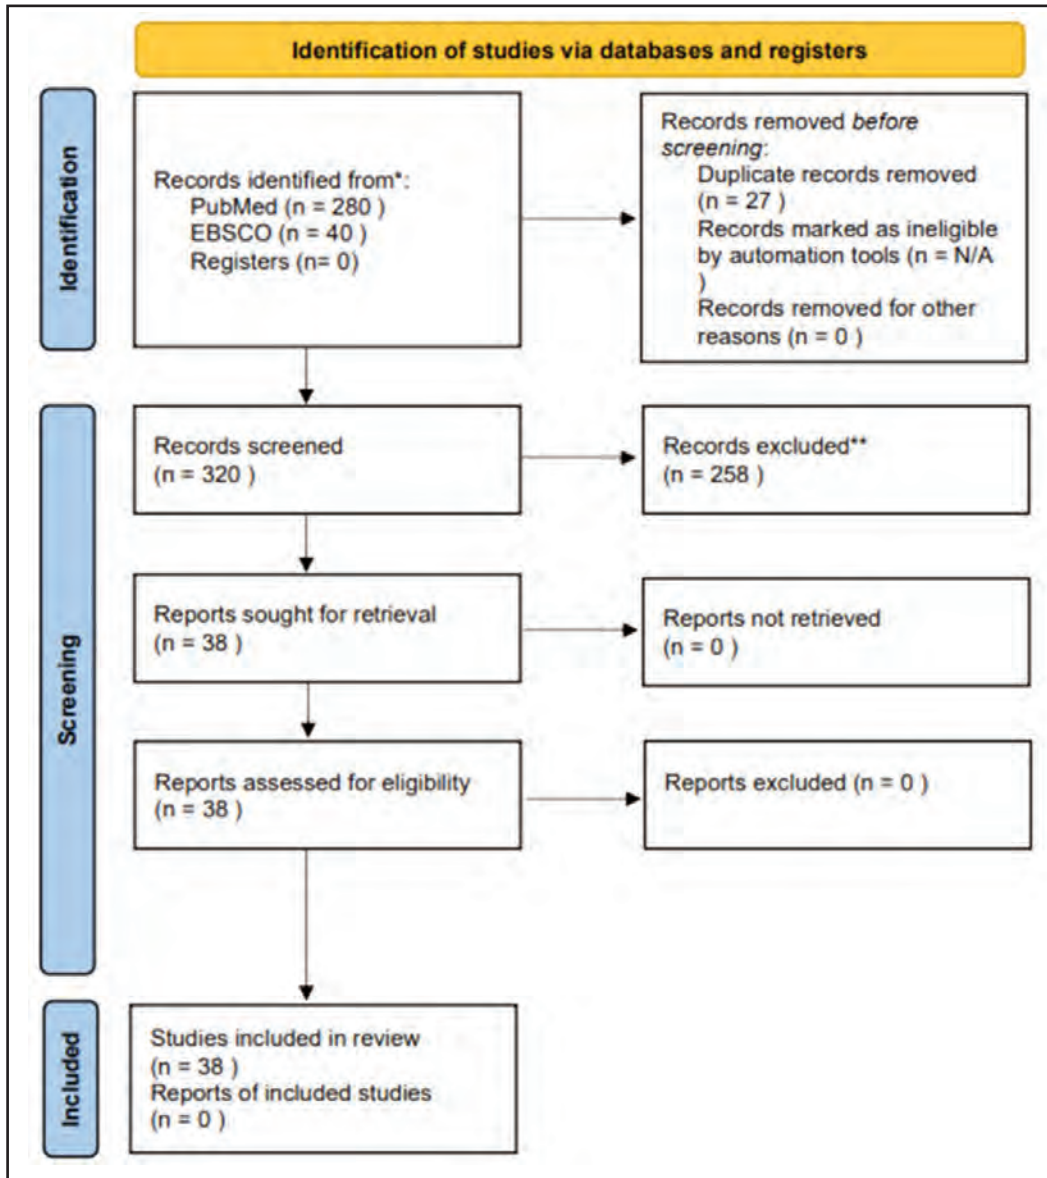 Identification of studies via databases and registers
Identification
Records identified from*:
PubMed (n = 280 )
EBSCO (n = 40 )
Registers (n= 0)
Records removed before
screening:
Duplicate records removed
(n = 27 )
Records marked as ineligible
by automation tools (n = N/A
)
Records removed for other
reasons (n = 0 )
Screening
Records screened
(n = 320 )
Records excluded**
(n = 258 )
Reports sought for retrieval
(n = 38 )
Reports not retrieved
(n = 0 )
Reports assessed for eligibility
(n = 38 )
Reports excluded (n = 0 )
Included
Studies included in review
(n = 38 )
Reports of included studies
(n = 0 )